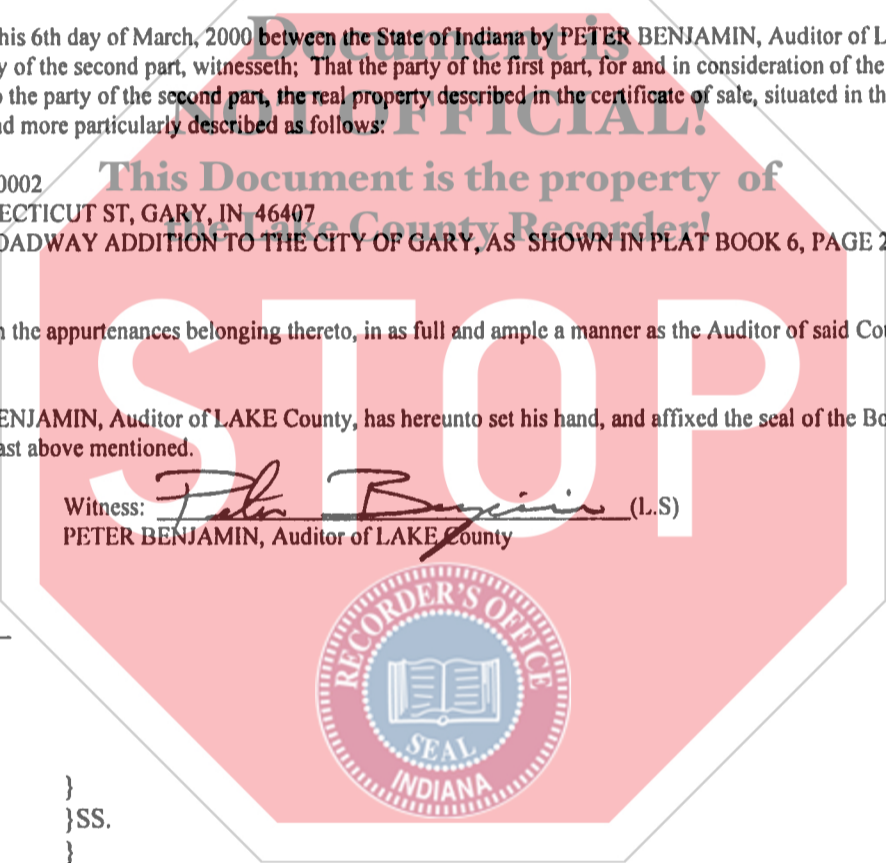 Document is
his 6th day of March, 2000 between the State of Indiana by PETER BENJAMIN, Auditor of L
y of the second part, witnesseth; That the party of the first part, for and in consideration of the
o the party of the second part, the real property described in the certificate of sale, situated in th
nd more particularly described as follows:
NOT OFFICIAL!
This Document is the property of
the Lake County Recorder!
0002
ECTICUT ST, GARY, IN 46407
OADWAY ADDITION TO THE CITY OF GARY, AS SHOWN IN PLAT BOOK 6, PAGE 2
STOP
n the appurtenances belonging thereto, in as full and ample a manner as the Auditor of said Cou
ENJAMIN, Auditor of LAKE County, has hereunto set his hand, and affixed the seal of the Bo
ast above mentioned.
Witness: Peter Benjamin (L.S)
PETER BENJAMIN, Auditor of LAKE County
RECORDER'S OFFICE
SEAL
INDIANA
}
}SS.
}